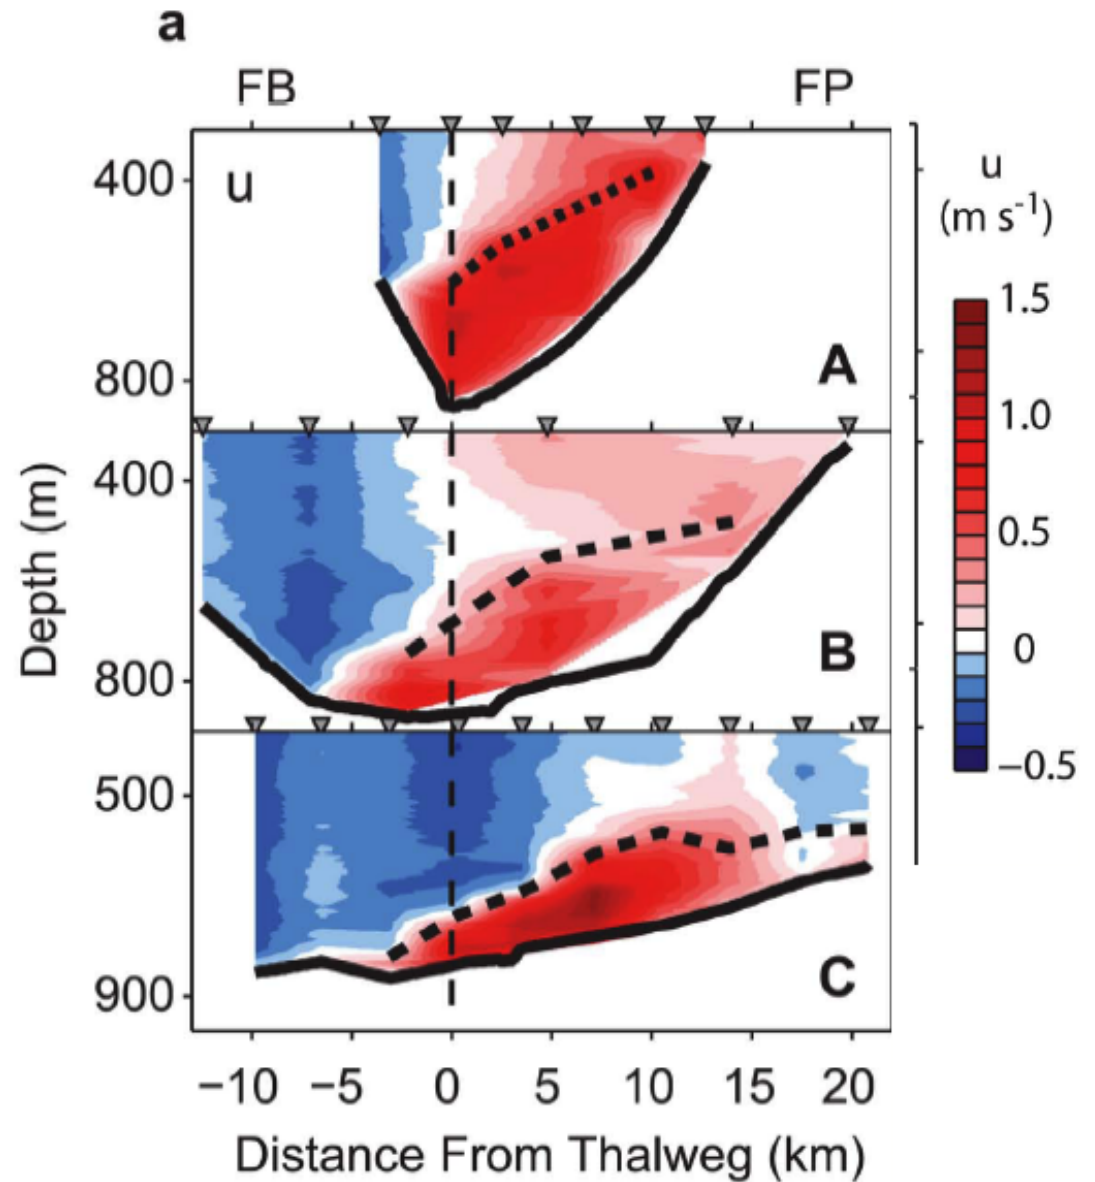 a
FB FP
u
400
800
A
400
800
B
500
900
C
Depth (m)
−10 −5 0 5 10 15 20
Distance From Thalweg (km)
u
(m s⁻¹)
1.5
1.0
0.5
0
−0.5